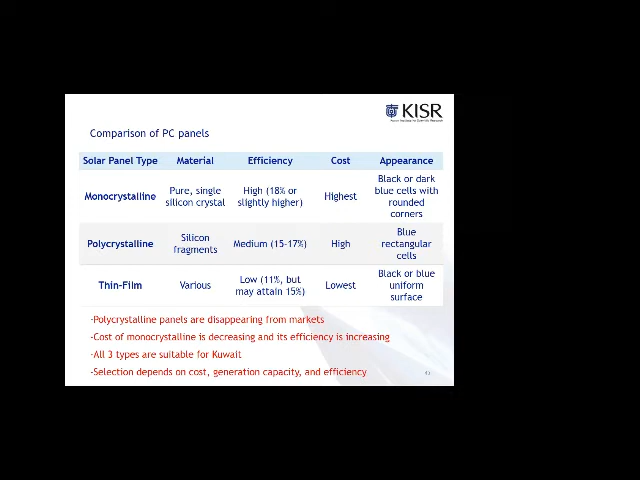 KISR
Comparison of PC panels
Solar Panel Type Material Efficiency Cost Appearance
Monocrystalline
Pure, single
silicon crystal
High (18% or
slightly higher)
Highest
Black or dark
blue cells with
rounded
corners
Polycrystalline
Silicon
fragments
Medium (15-17%)
High
Blue
rectangular
cells
Thin-Film
Various
Low (11%, but
may attain 15%)
Lowest
Black or blue
uniform
surface
-Polycrystalline panels are disappearing from markets
-Cost of monocrystalline is decreasing and its efficiency is increasing
-All 3 types are suitable for Kuwait
-Selection depends on cost, generation capacity, and efficiency